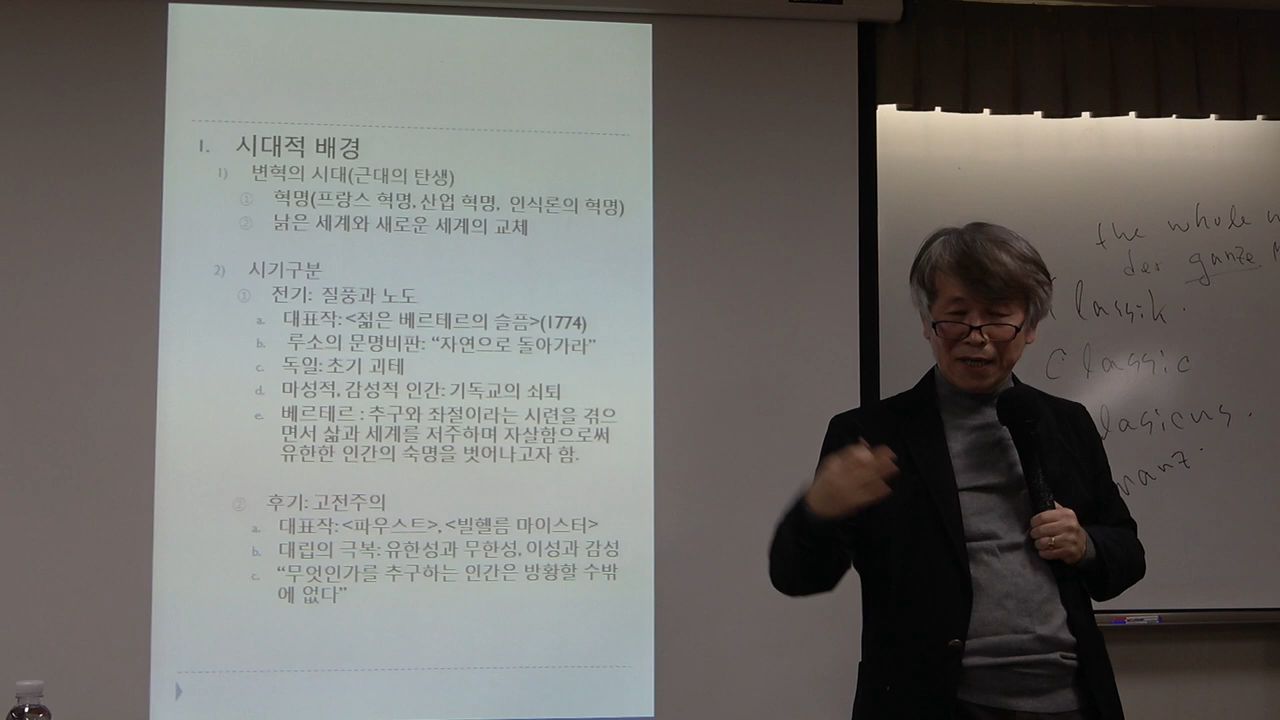 I. 시대적 배경
1) 변혁의 시대(근대의 탄생)
① 혁명(프랑스 혁명, 산업 혁명, 인식론의 혁명)
② 낡은 세계와 새로운 세계의 교체
2) 시기구분
① 전기: 질풍과 노도
a. 대표작:<젊은 베르테르의 슬픔>(1774)
b. 루소의 문명비판: “자연으로 돌아가라”
c. 독일: 초기 괴테
d. 마성적, 감성적 인간: 기독교의 쇠퇴
e. 베르테르 : 추구와 좌절이라는 시련을 겪으
면서 삶과 세계를 저주하며 자살함으로써
유한한 인간의 숙명을 벗어나고자 함.
② 후기: 고전주의
a. 대표작: <파우스트>, <빌헬름 마이스터>
b. 대립의 극복: 유한성과 무한성, 이성과 감성
c. “무엇인가를 추구하는 인간은 방황할 수밖
에 없다”
the whole
der ganze
lassik.
Classic
lasicus.